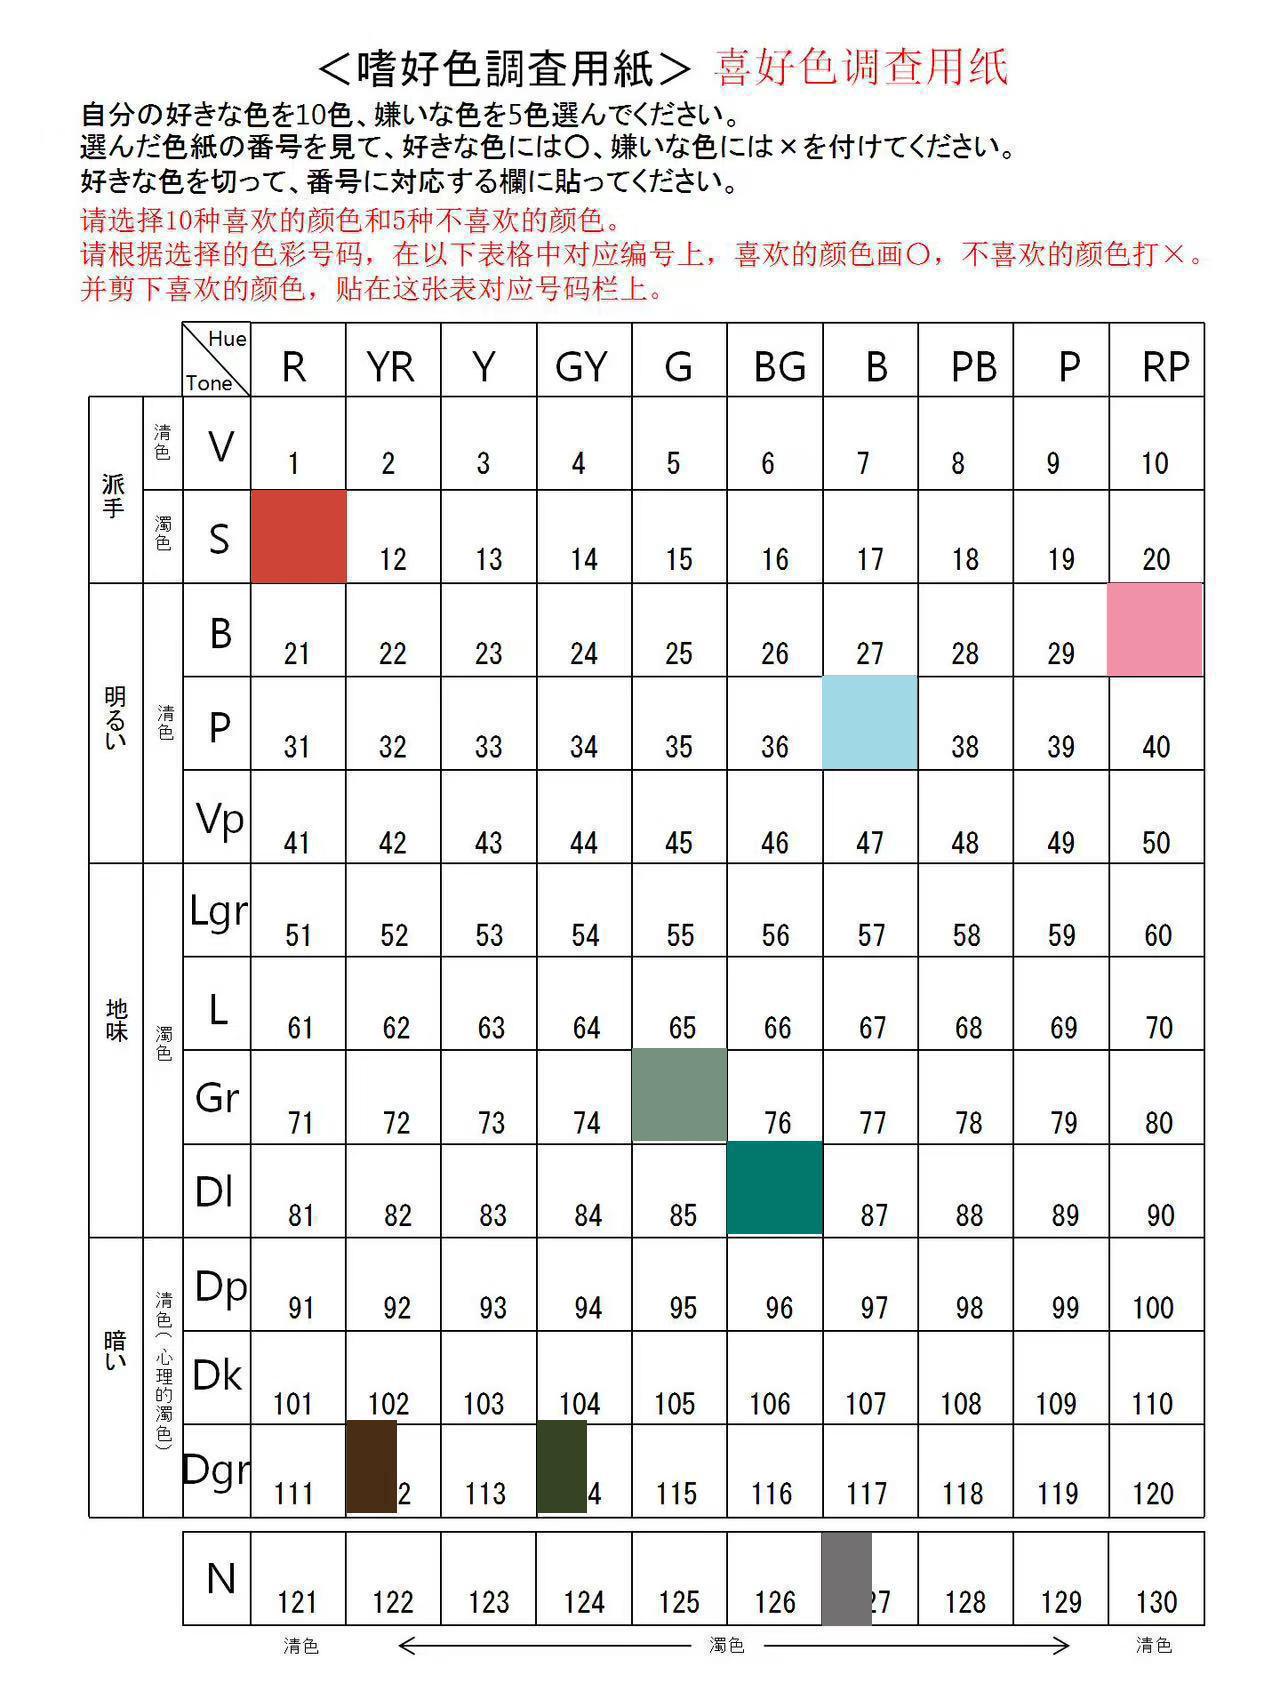 ＜嗜好色調査用紙＞ 喜好色调查用纸
自分の好きな色を10色、嫌いな色を5色選んでください。
選んだ色紙の番号を見て、好きな色には〇、嫌いな色には×を付けてください。
好きな色を切って、番号に対応する欄に貼ってください。
请选择10种喜欢的颜色和5种不喜欢的颜色。
请根据选择的色彩号码，在以下表格中对应编号上，喜欢的颜色画〇，不喜欢的颜色打×。
并剪下喜欢的颜色，贴在这张表对应号码栏上。
Hue
Tone
R YR Y GY G BG B PB P RP
派手 清色 V 1 2 3 4 5 6 7 8 9 10
濁色 S 12 13 14 15 16 17 18 19 20
明るい 清色
B 21 22 23 24 25 26 27 28 29
P 31 32 33 34 35 36 38 39 40
Vp 41 42 43 44 45 46 47 48 49 50
地味 濁色
Lgr 51 52 53 54 55 56 57 58 59 60
L 61 62 63 64 65 66 67 68 69 70
Gr 71 72 73 74 76 77 78 79 80
Dl 81 82 83 84 85 87 88 89 90
暗い 清色(心理的濁色)
Dp 91 92 93 94 95 96 97 98 99 100
Dk 101 102 103 104 105 106 107 108 109 110
Dgr 111 2 113 4 115 116 117 118 119 120
N 121 122 123 124 125 126 27 128 129 130
清色 濁色 清色